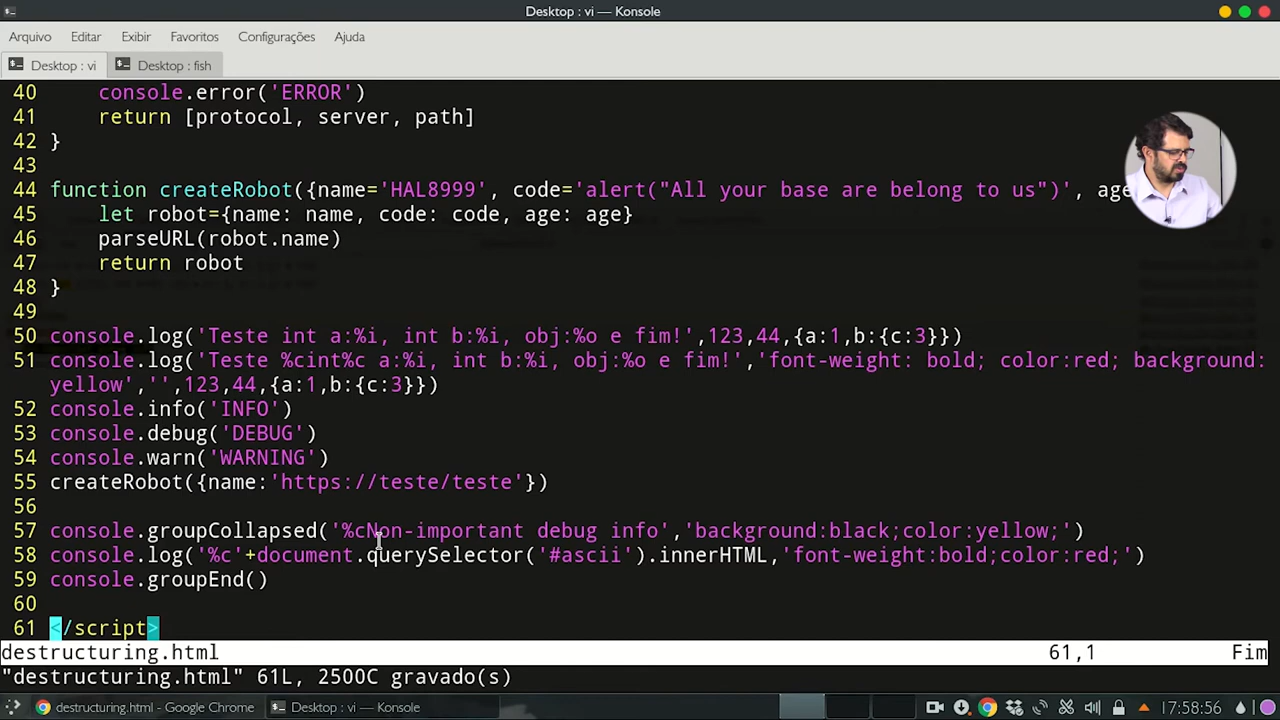 Desktop : vi — Konsole
Arquivo Editar Exibir Favoritos Configurações Ajuda
Desktop : vi Desktop : fish
40 console.error('ERROR')
41 return [protocol, server, path]
42 }
43
44 function createRobot({name='HAL8999', code='alert("All your base are belong to us")', age
45 let robot={name: name, code: code, age: age}
46 parseURL(robot.name)
47 return robot
48 }
49
50 console.log('Teste int a:%i, int b:%i, obj:%o e fim!',123,44,{a:1,b:{c:3}})
51 console.log('Teste %cint%c a:%i, int b:%i, obj:%o e fim!','font-weight: bold; color:red; background:
yellow','',123,44,{a:1,b:{c:3}})
52 console.info('INFO')
53 console.debug('DEBUG')
54 console.warn('WARNING')
55 createRobot({name:'https://teste/teste'})
56
57 console.groupCollapsed('%cNon-important debug info','background:black;color:yellow;')
58 console.log('%c'+document.querySelector('#ascii').innerHTML,'font-weight:bold;color:red;')
59 console.groupEnd()
60
61 </script>
destructuring.html 61,1 Fim
"destructuring.html" 61L, 2500C gravado(s)
destructuring.html - Google Chrome Desktop : vi — Konsole 17:58:56